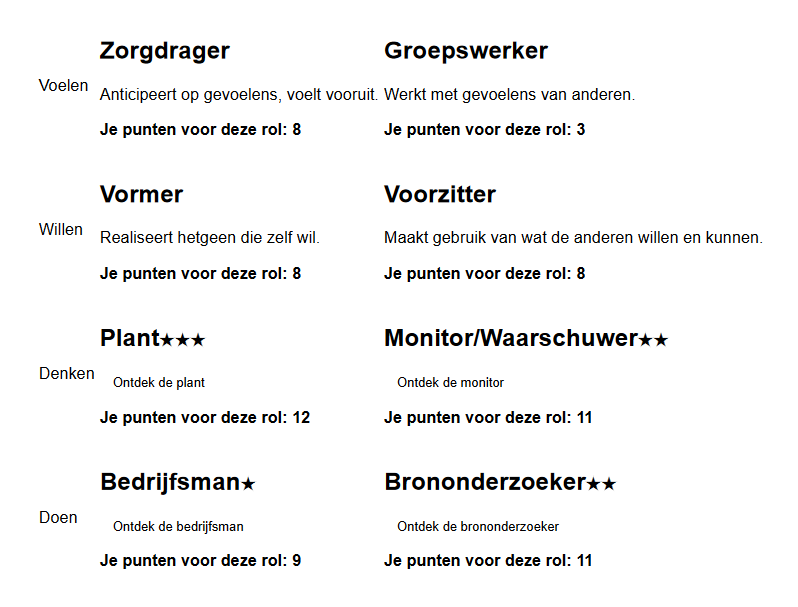 Zorgdrager Groepswerker
Voelen
Anticipeert op gevoelens, voelt vooruit. Werkt met gevoelens van anderen.
Je punten voor deze rol: 8 Je punten voor deze rol: 3
Vormer Voorzitter
Willen
Realiseert hetgeen die zelf wil. Maakt gebruik van wat de anderen willen en kunnen.
Je punten voor deze rol: 8 Je punten voor deze rol: 8
Plant★★★ Monitor/Waarschuwer★★
Denken
Ontdek de plant Ontdek de monitor
Je punten voor deze rol: 12 Je punten voor deze rol: 11
Bedrijfsman★ Brononderzoeker★★
Doen
Ontdek de bedrijfsman Ontdek de brononderzoeker
Je punten voor deze rol: 9 Je punten voor deze rol: 11